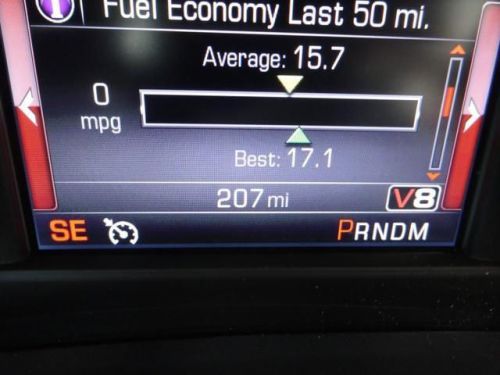 Fuel Economy Last 50 mi.
Average: 15.7
0
mpg
Best: 17.1
207 mi V8
SE PRNDM